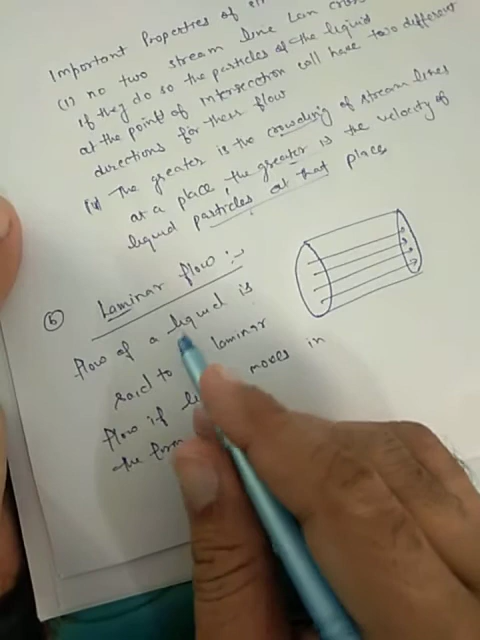 Important Properties of
(i) no two stream line can cross
if they do so the particles of the liquid
at the point of intersection will have two different
directions for their flow
(ii) The greater is the crowding of stream lines
at a place, the greater is the velocity of
liquid particles at that place
(6) Laminar flow :-
flow of a liquid is
said to laminar
flow if moves in
the form